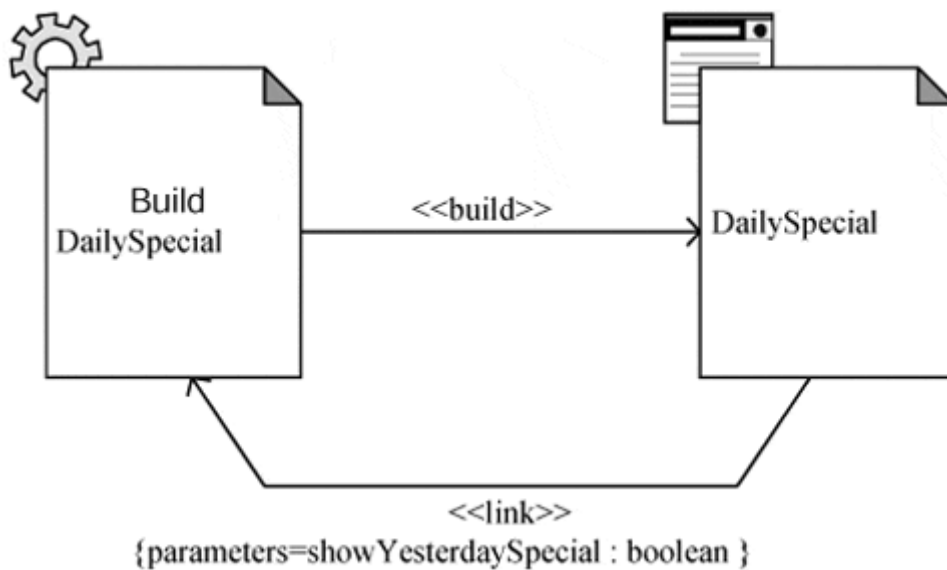 Build
DailySpecial
<<build>>
DailySpecial
<<link>>
{parameters=showYesterdaySpecial : boolean }